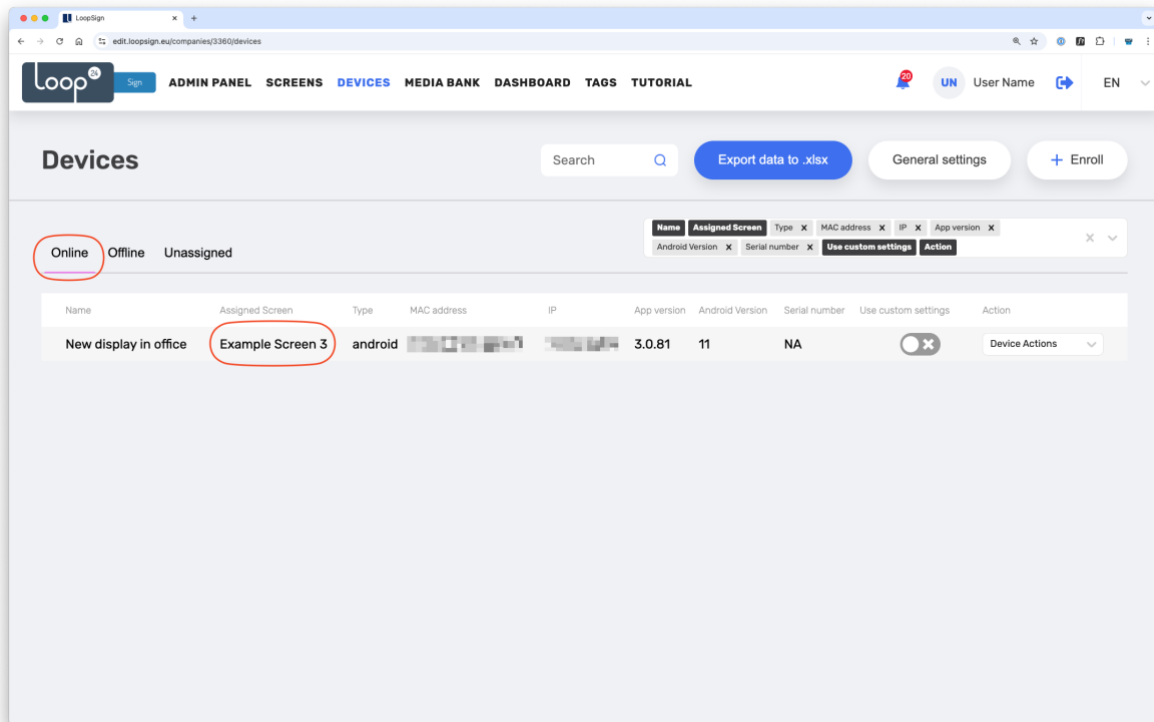 LoopSign
edit.loopsign.eu/companies/3360/devices
Loop 24 Sign ADMIN PANEL SCREENS DEVICES MEDIA BANK DASHBOARD TAGS TUTORIAL 20 UN User Name EN
Devices Search Export data to .xlsx General settings + Enroll
Name Assigned Screen Type X MAC address X IP X App version X
Online Offline Unassigned Android Version X Serial number X Use custom settings Action
Name Assigned Screen Type MAC address IP App version Android Version Serial number Use custom settings Action
New display in office Example Screen 3 android 3.0.81 11 NA Device Actions